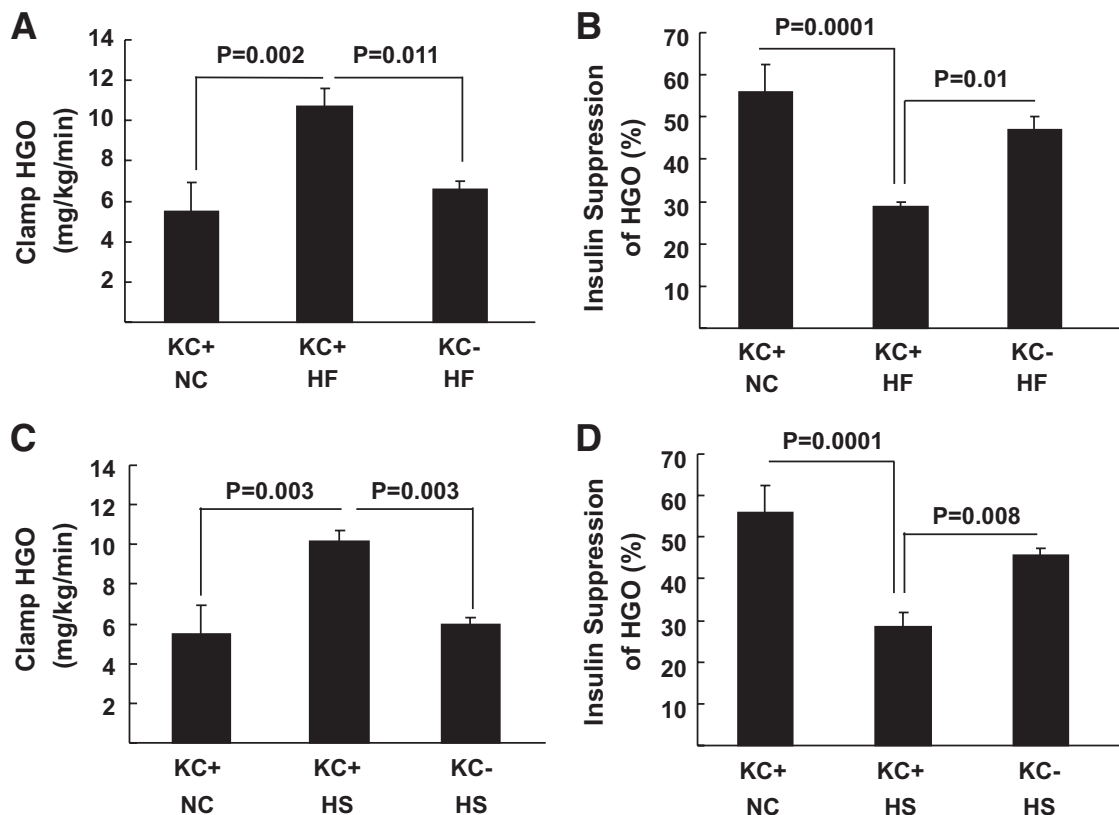 A
Clamp HGO
(mg/kg/min)
14
12
10
8
6
4
2
P=0.002
P=0.011
KC+
NC
KC+
HF
KC-
HF
B
Insulin Suppression
of HGO (%)
70
60
50
40
30
20
10
P=0.0001
P=0.01
KC+
NC
KC+
HF
KC-
HF
C
Clamp HGO
(mg/kg/min)
14
12
10
8
6
4
2
P=0.003
P=0.003
KC+
NC
KC+
HS
KC-
HS
D
Insulin Suppression
of HGO (%)
70
60
50
40
30
20
10
P=0.0001
P=0.008
KC+
NC
KC+
HS
KC-
HS